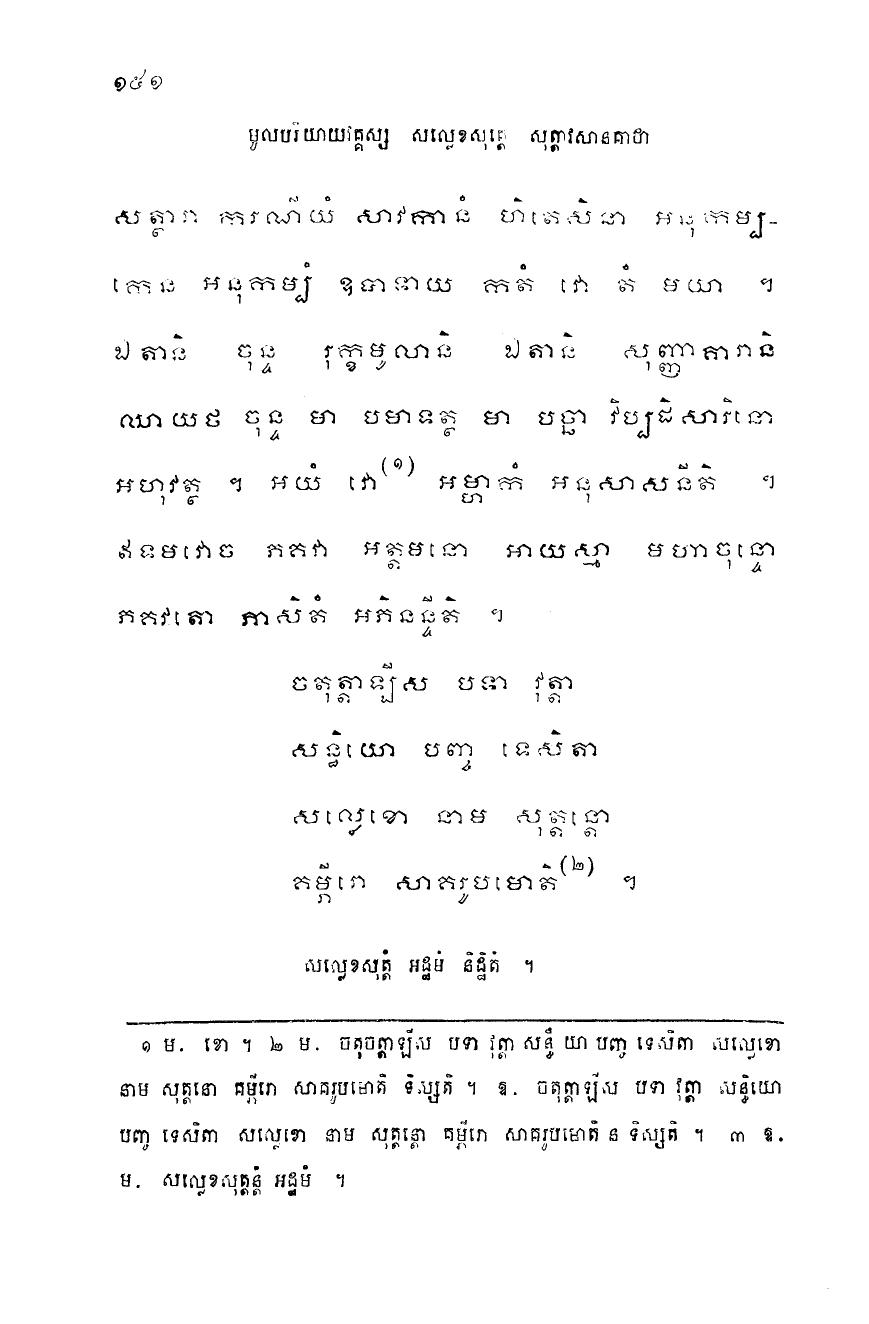 ១៥១
មូលបរិយាយវគ្គស្ស សល្លេខសុត្តេ សុត្តាវសានគាថា
សត្ថារា ករណីយំ សាវកានំ ហិតេសិនា អនុកម្ប-
កេន អនុកម្បំ ឧបាទាយ កតំ វោ តំ មយា ។
ឯតានិ ចុន្ទ រុក្ខមូលានិ ឯតានិ សុញ្ញាគារានិ
ឈាយថ ចុន្ទ មា បមាទត្ថ មា បច្ឆា វិប្បដិសារិនោ
អហុវត្ថ ។ អយំ វោ(១) អម្ហាកំ អនុសាសនីតិ ។
ឥទមវោច ភគវា អត្តមនោ អាយស្មា មហាចុន្ទោ
ភគវតោ ភាសិតំ អភិនន្ទីតិ ។
ចតុត្តាឡីស បទា វុត្តា
សន្ធិយោ បញ្ច ទេសិតា
សល្លេខោ នាម សុត្តន្តោ
គម្ភីរោ សាគរូបមោតិ(២) ។
សល្លេខសុត្តំ អដ្ឋមំ និដ្ឋិតំ ។
១ ម. ខោ ។ ២ ម. ចតុចត្តាឡីស បទា វុត្តា សន្ធី យា បញ្ច ទេសិតា សល្លេខោ
នាម សុត្តនោ គម្ភីរោ សាគរូបមោតិ ទិស្សតិ ។ ឱ. ចតុត្តាឡីស បទា វុត្តា សន្ធិយោ
បញ្ច ទេសិតា សល្លេខោ នាម សុត្តន្តោ គម្ភីរោ សាគរូបមោតិ ន ទិស្សតិ ។ ៣ ឱ.
ម. សល្លេខសុត្តន្តំ អដ្ឋមំ ។